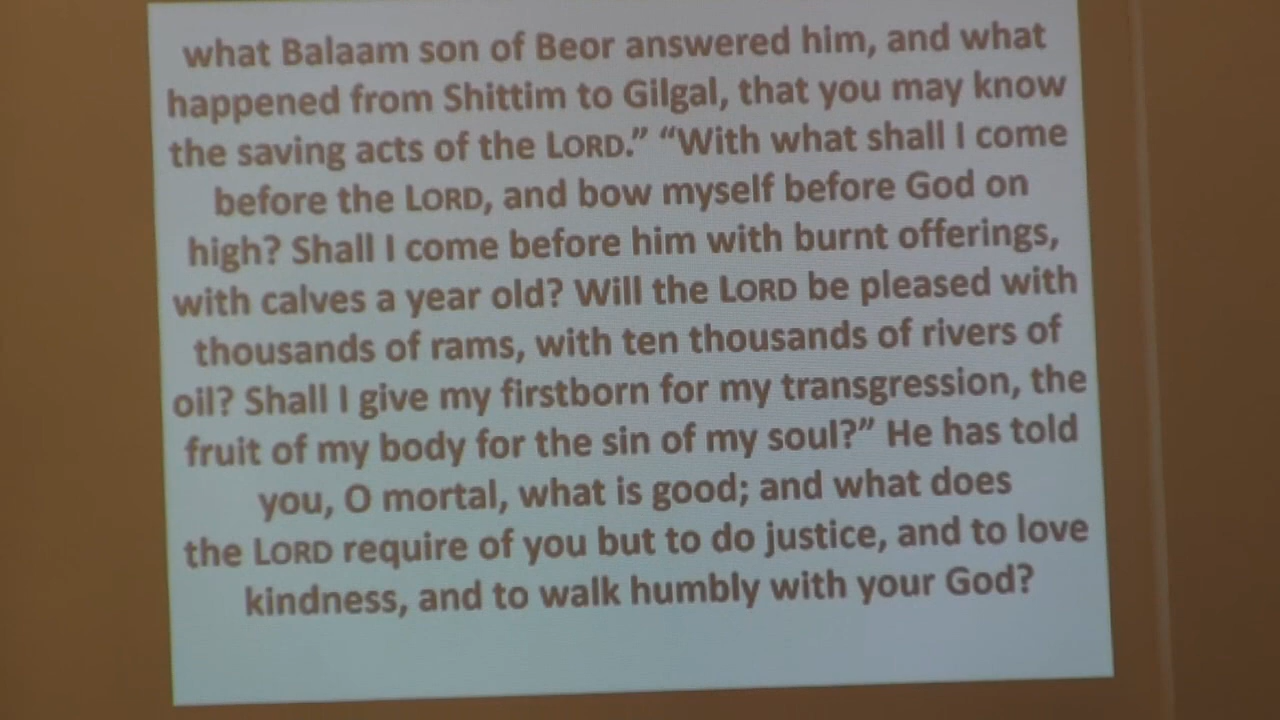 what Balaam son of Beor answered him, and what
happened from Shittim to Gilgal, that you may know
the saving acts of the LORD.” “With what shall I come
before the LORD, and bow myself before God on
high? Shall I come before him with burnt offerings,
with calves a year old? Will the LORD be pleased with
thousands of rams, with ten thousands of rivers of
oil? Shall I give my firstborn for my transgression, the
fruit of my body for the sin of my soul?” He has told
you, O mortal, what is good; and what does
the LORD require of you but to do justice, and to love
kindness, and to walk humbly with your God?